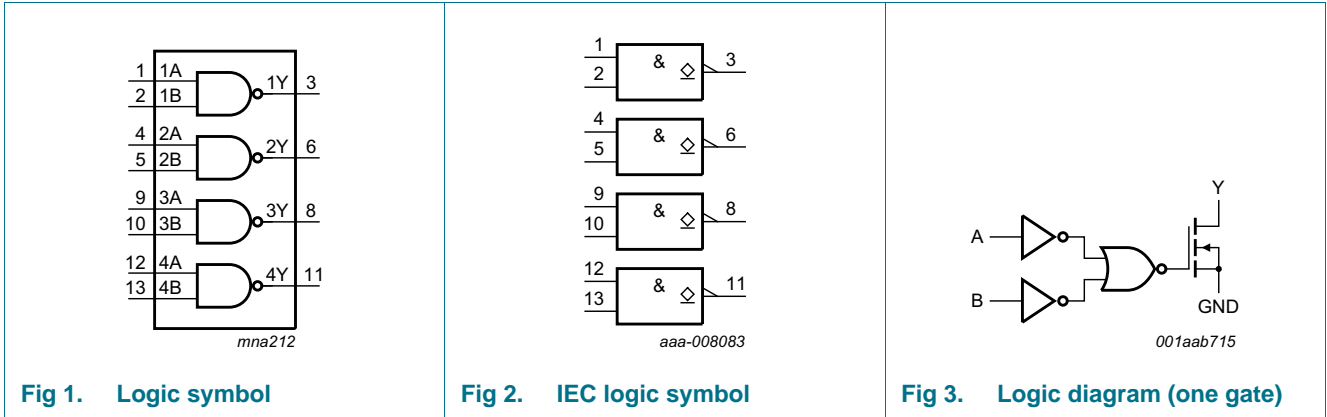 1 1A 1Y 3
2 1B
4 2A 2Y 6
5 2B
9 3A 3Y 8
10 3B
12 4A 4Y 11
13 4B
mna212
Fig 1. Logic symbol
1 & 3
2
4 & 6
5
9 & 8
10
12 & 11
13
aaa-008083
Fig 2. IEC logic symbol
Y
A
B
GND
001aab715
Fig 3. Logic diagram (one gate)